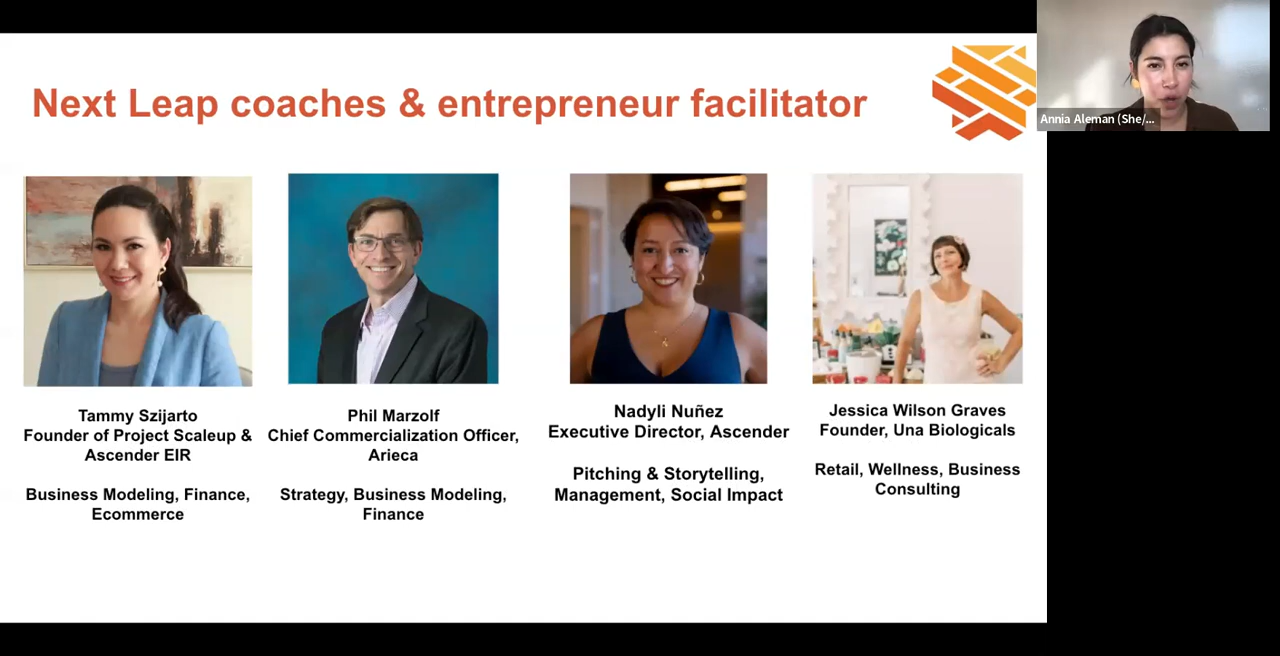 Next Leap coaches & entrepreneur facilitator
Annia Aleman (She/...
Tammy Szijarto
Founder of Project Scaleup &
Ascender EIR
Business Modeling, Finance,
Ecommerce
Phil Marzolf
Chief Commercialization Officer,
Arieca
Strategy, Business Modeling,
Finance
Nadyli Nuñez
Executive Director, Ascender
Pitching & Storytelling,
Management, Social Impact
Jessica Wilson Graves
Founder, Una Biologicals
Retail, Wellness, Business
Consulting